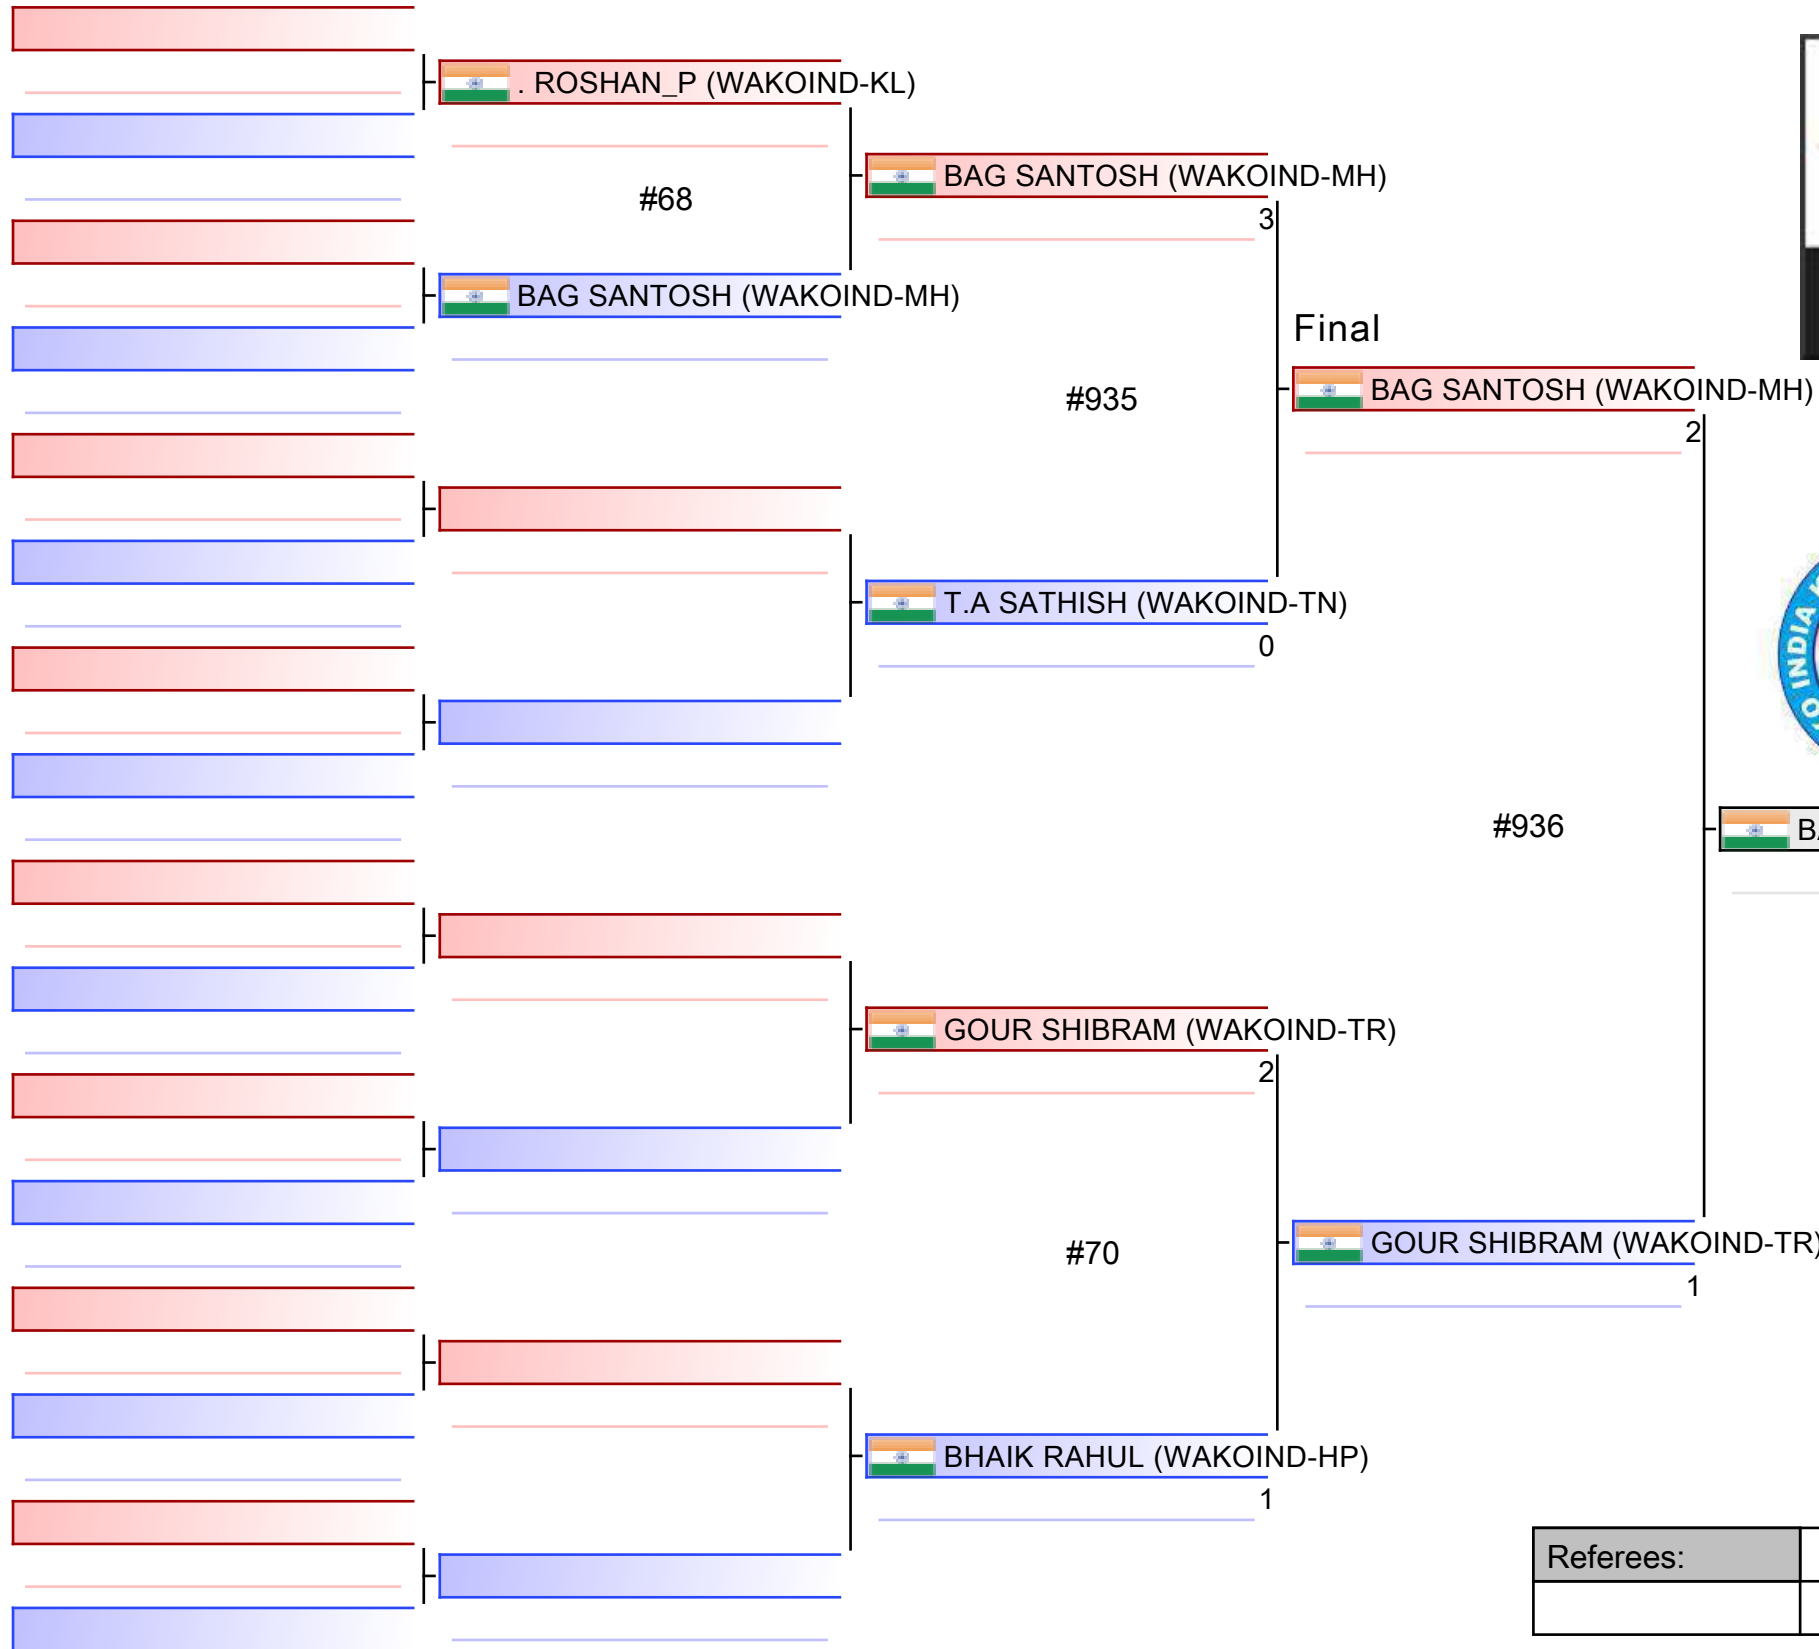 . ROSHAN_P (WAKOIND-KL)
#68
BAG SANTOSH (WAKOIND-MH)
BAG SANTOSH (WAKOIND-MH)
3
#935
T.A SATHISH (WAKOIND-TN)
0
Final
BAG SANTOSH (WAKOIND-MH)
2
INDIA
#936
GOUR SHIBRAM (WAKOIND-TR)
2
#70
BHAIK RAHUL (WAKOIND-HP)
1
GOUR SHIBRAM (WAKOIND-TR)
1
Referees: